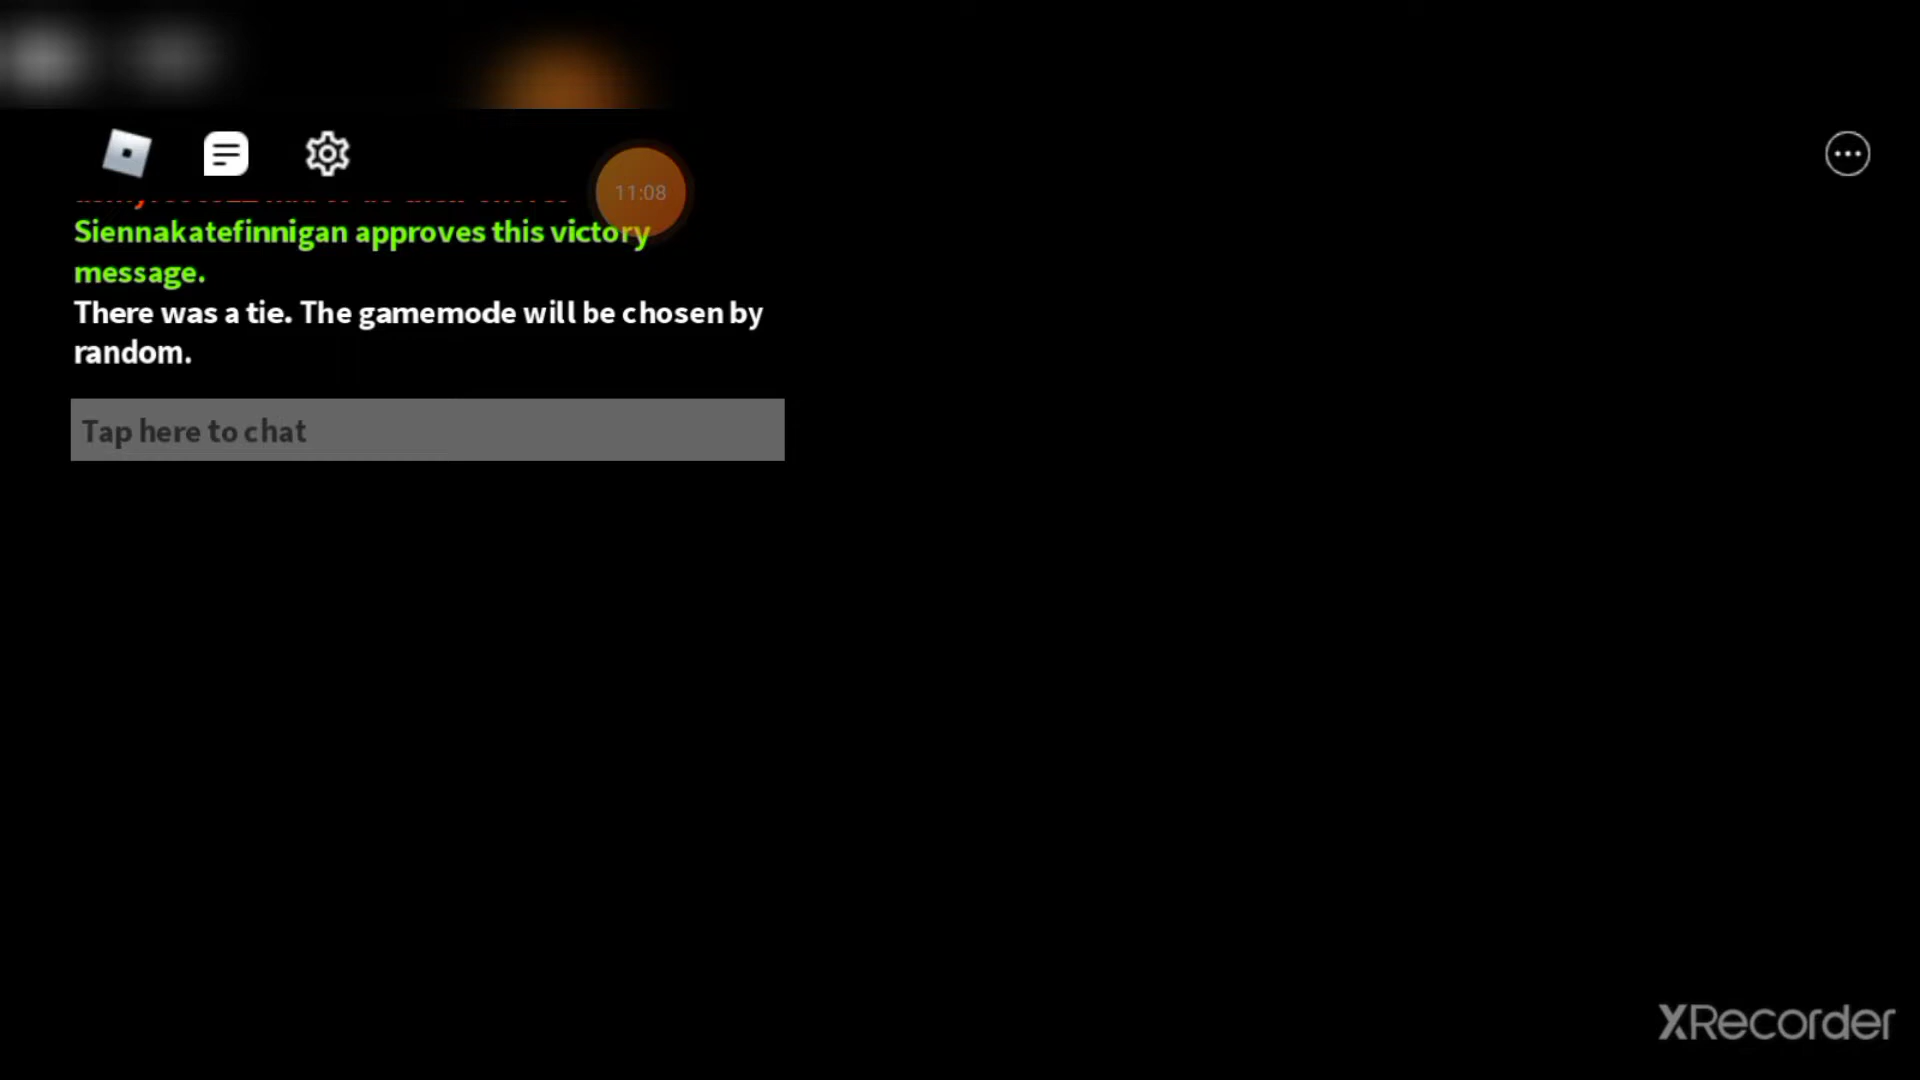 11:08
Siennakatefinnigan approves this victory
message.
There was a tie. The gamemode will be chosen by
random.
Tap here to chat
XRecorder